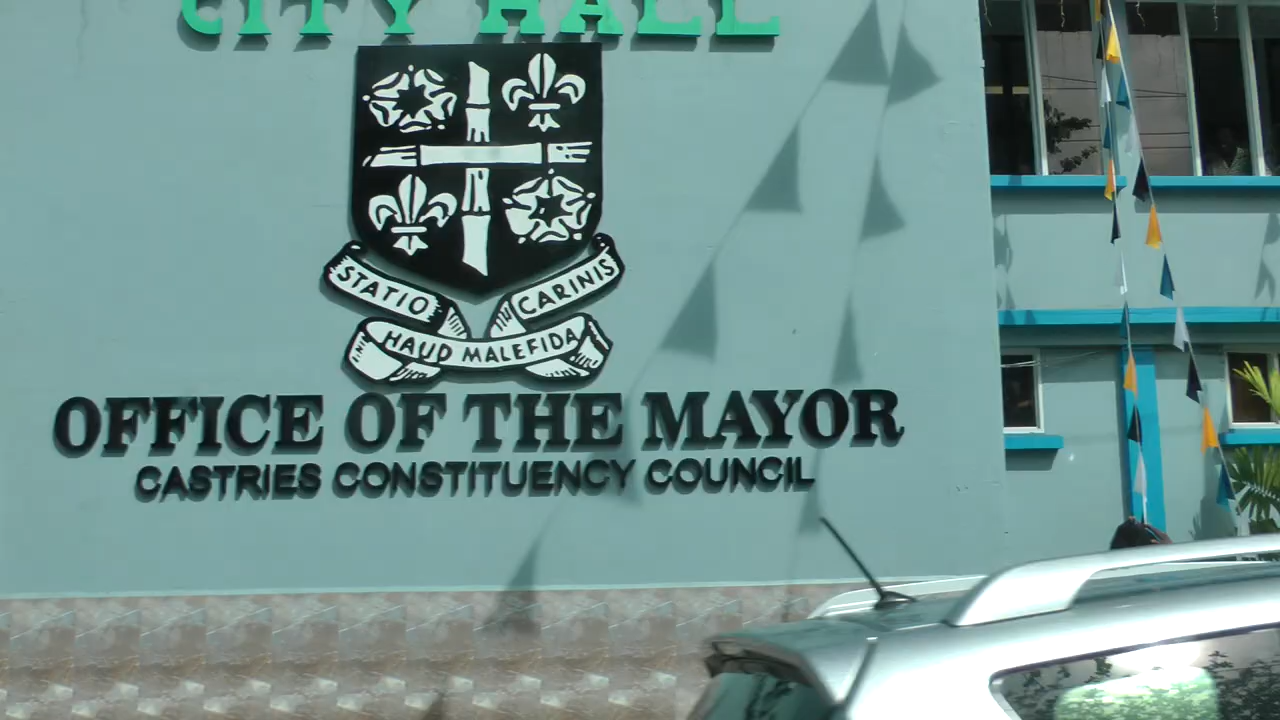 CITY HALL
STATIO CARINIS
HAUD MALEFIDA
OFFICE OF THE MAYOR
CASTRIES CONSTITUENCY COUNCIL